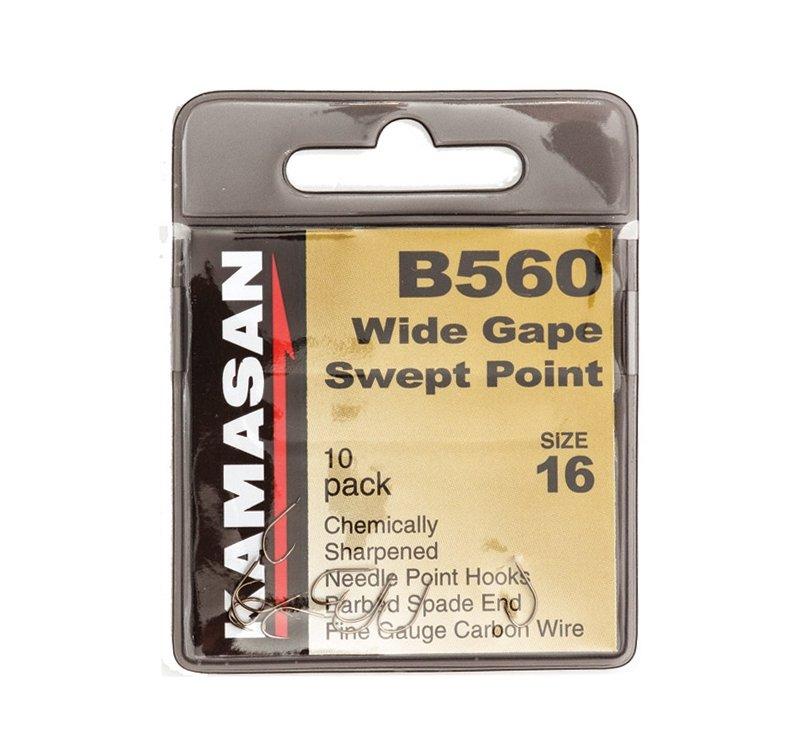 KAMASAN
B560
Wide Gape
Swept Point
SIZE
16
10
pack
Chemically
Sharpened
Needle Point Hooks
Barbed Spade End
Fine Gauge Carbon Wire